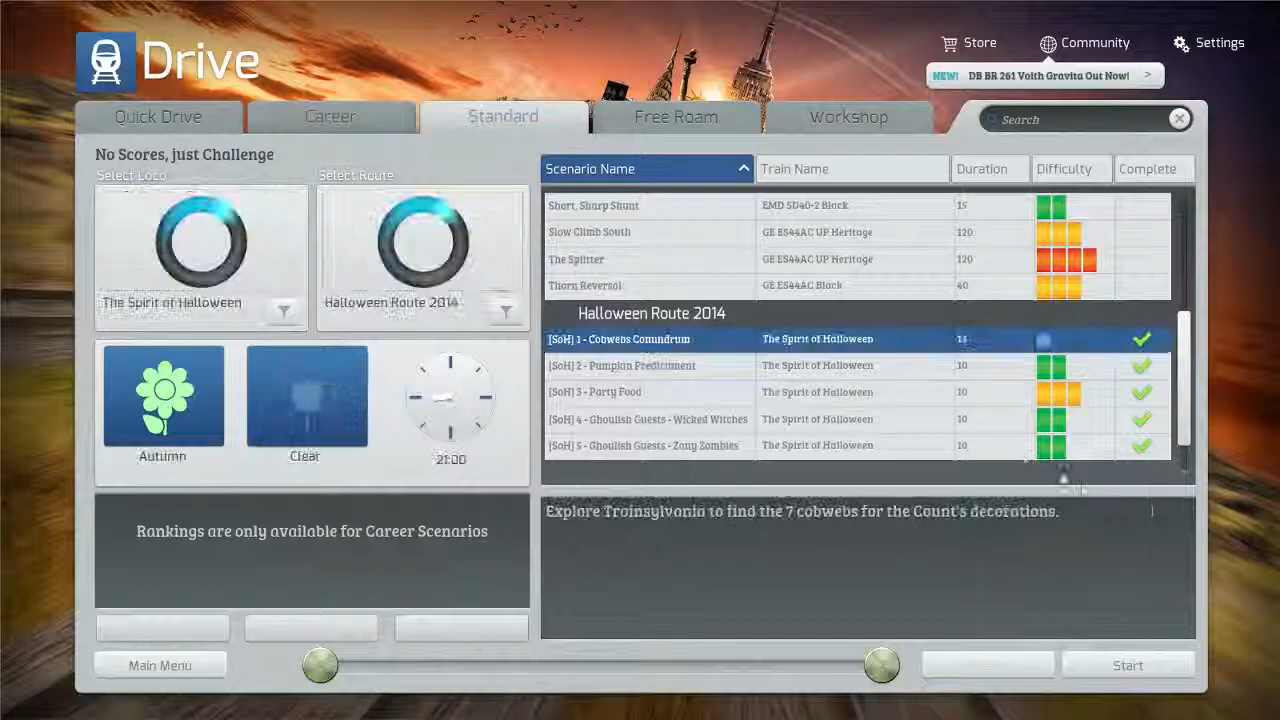 Drive
Store
Community
Settings
NEW! DB BR 261 Voith Gravita Out Now! >
Quick Drive
Career
Standard
Free Roam
Workshop
Search
No Scores, just Challenge
Select Loco
Select Route
The Spirit of Halloween
Halloween Route 2014
Autumn
Clear
21:00
Rankings are only available for Career Scenarios
Scenario Name Train Name Duration Difficulty Complete
Short, Sharp Shunt EMD SD40-2 Black 15
Slow Climb South GE ES44AC UP Heritage 120
The Splitter GE ES44AC UP Heritage 120
Thorn Reversal GE ES44AC Black 40
Halloween Route 2014
[SoH] 1 - Cobwebs Conundrum The Spirit of Halloween 15
[SoH] 2 - Pumpkin Predicament The Spirit of Halloween 10
[SoH] 3 - Party Food The Spirit of Halloween 10
[SoH] 4 - Ghoulish Guests - Wicked Witches The Spirit of Halloween 10
[SoH] 5 - Ghoulish Guests - Zany Zombies The Spirit of Halloween 10
Explore Trainsylvania to find the 7 cobwebs for the Count's decorations.
Main Menu
Start